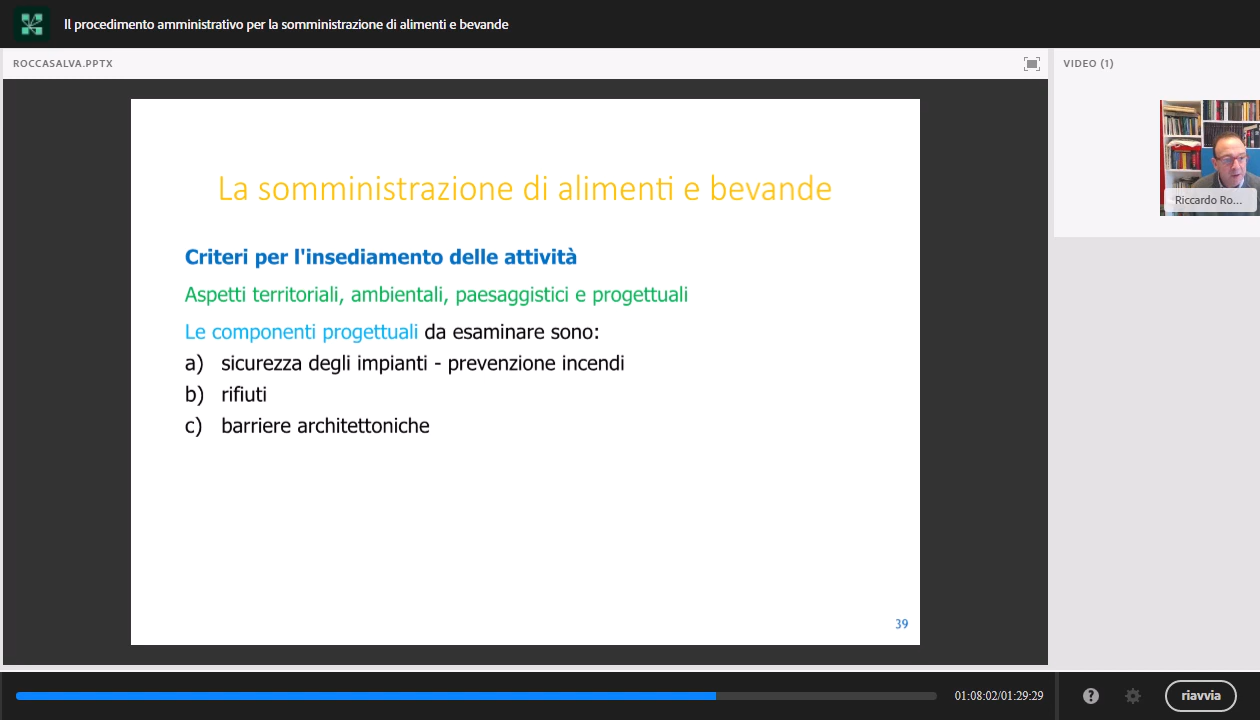 Il procedimento amministrativo per la somministrazione di alimenti e bevande
ROCCASALVA.PPTX
VIDEO (1)
Riccardo Ro...
La somministrazione di alimenti e bevande
Criteri per l'insediamento delle attività
Aspetti territoriali, ambientali, paesaggistici e progettuali
Le componenti progettuali da esaminare sono:
a) sicurezza degli impianti - prevenzione incendi
b) rifiuti
c) barriere architettoniche
39
01:08:02/01:29:29
?
riavvia